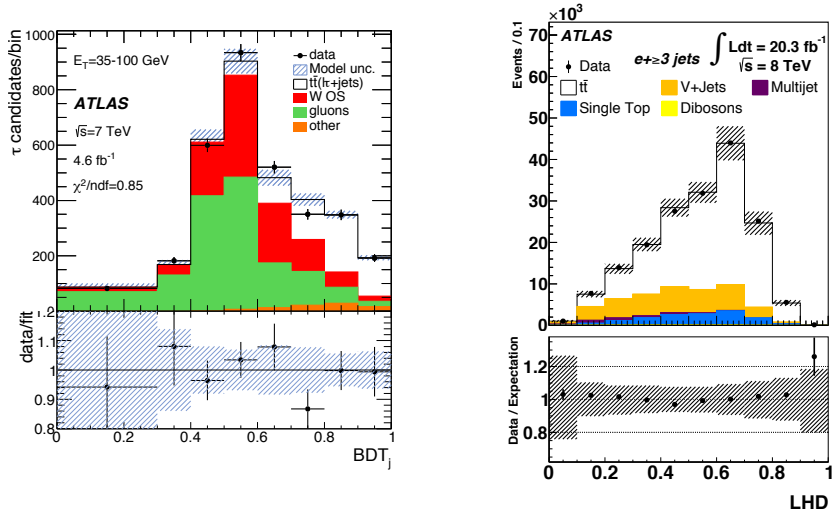 τ candidates/bin
1000
800
600
400
200
E_T=35-100 GeV
ATLAS
√s=7 TeV
4.6 fb⁻¹
χ²/ndf=0.85
data
Model unc.
W OS
gluons
other
data/fit
1.2
1.1
1
0.9
0.8
0 0.2 0.4 0.6 0.8 1
BDT_j
×10³
Events / 0.1
70
60
50
40
30
20
10
0
ATLAS
e+≥3 jets
∫ Ldt = 20.3 fb⁻¹
√s = 8 TeV
Data
tt̄
V+Jets
Multijet
Single Top
Dibosons
Data / Expectation
1.2
1
0.8
0 0.2 0.4 0.6 0.8 1
LHD